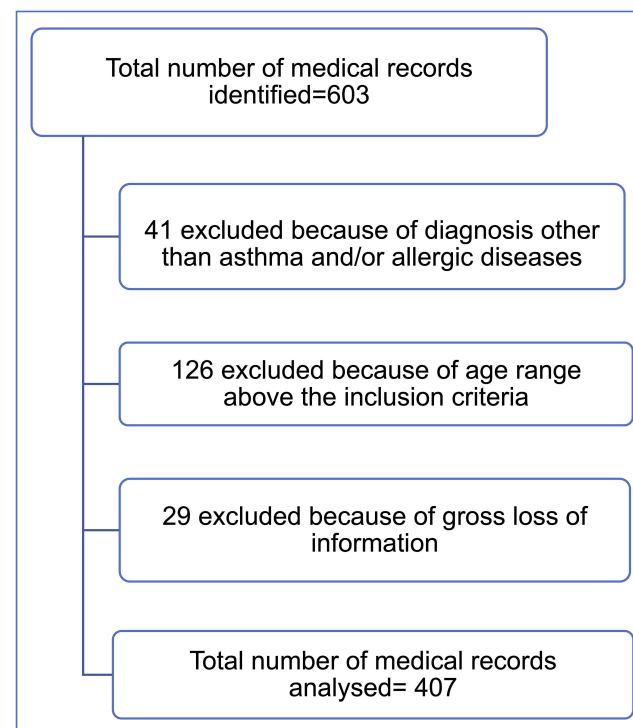 Total number of medical records
identified=603
41 excluded because of diagnosis other
than asthma and/or allergic diseases
126 excluded because of age range
above the inclusion criteria
29 excluded because of gross loss of
information
Total number of medical records
analysed= 407